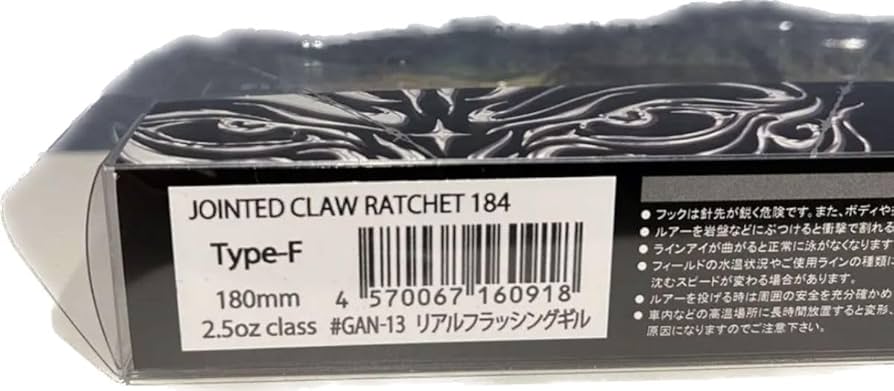 JOINTED CLAW RATCHET 184
Type-F
180mm
2.5oz class
4 570067 160918
#GAN-13 リアルフラッシングギル
● フックは針先が鋭く危険です。また、ボディや
● ルアーを岩盤などにぶつけると衝撃で割れる
● ラインアイが曲がると正常に泳がなくなります
● フィールドの水温状況やご使用ラインの種類に
沈むスピードが変わる場合があります。
● ルアーを投げる時は周囲の安全を充分確かめ
● 車内などの高温場所に長時間放置すると変形、
原因になりますのでご注意下さい。